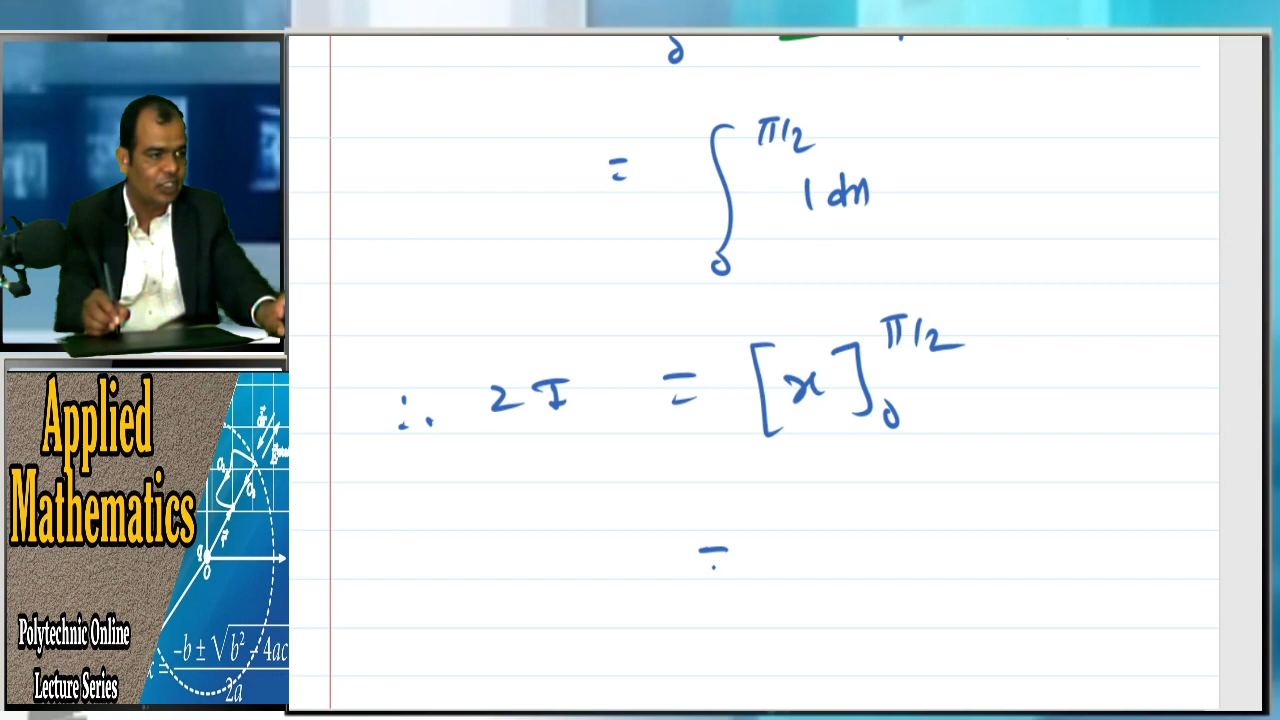 = ∫₀^(π/2) 1 dx
∴ 2I = [x]₀^(π/2)
=
Applied
Mathematics
Polytechnic Online
Lecture Series
-b ± √b² - 4ac
x =
2a